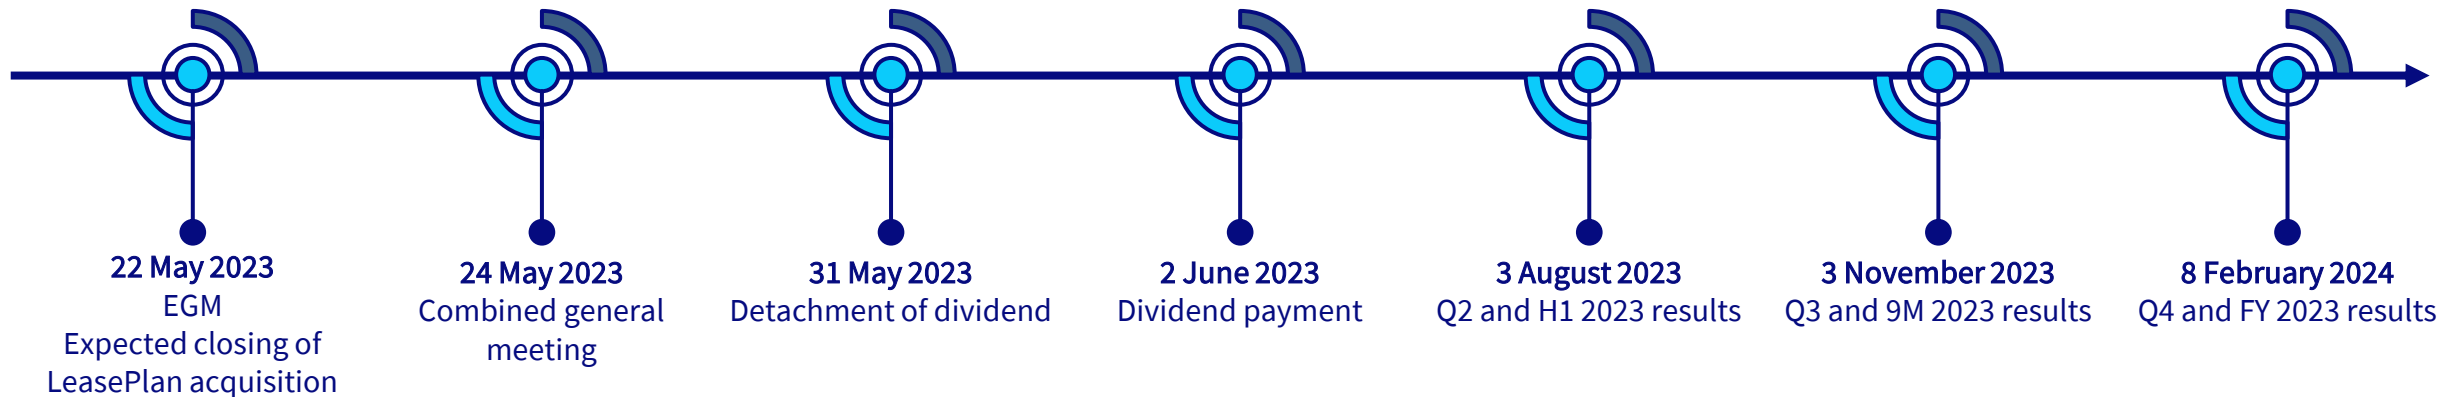 22 May 2023
EGM
Expected closing of
LeasePlan acquisition
24 May 2023
Combined general
meeting
31 May 2023
Detachment of dividend
2 June 2023
Dividend payment
3 August 2023
Q2 and H1 2023 results
3 November 2023
Q3 and 9M 2023 results
8 February 2024
Q4 and FY 2023 results